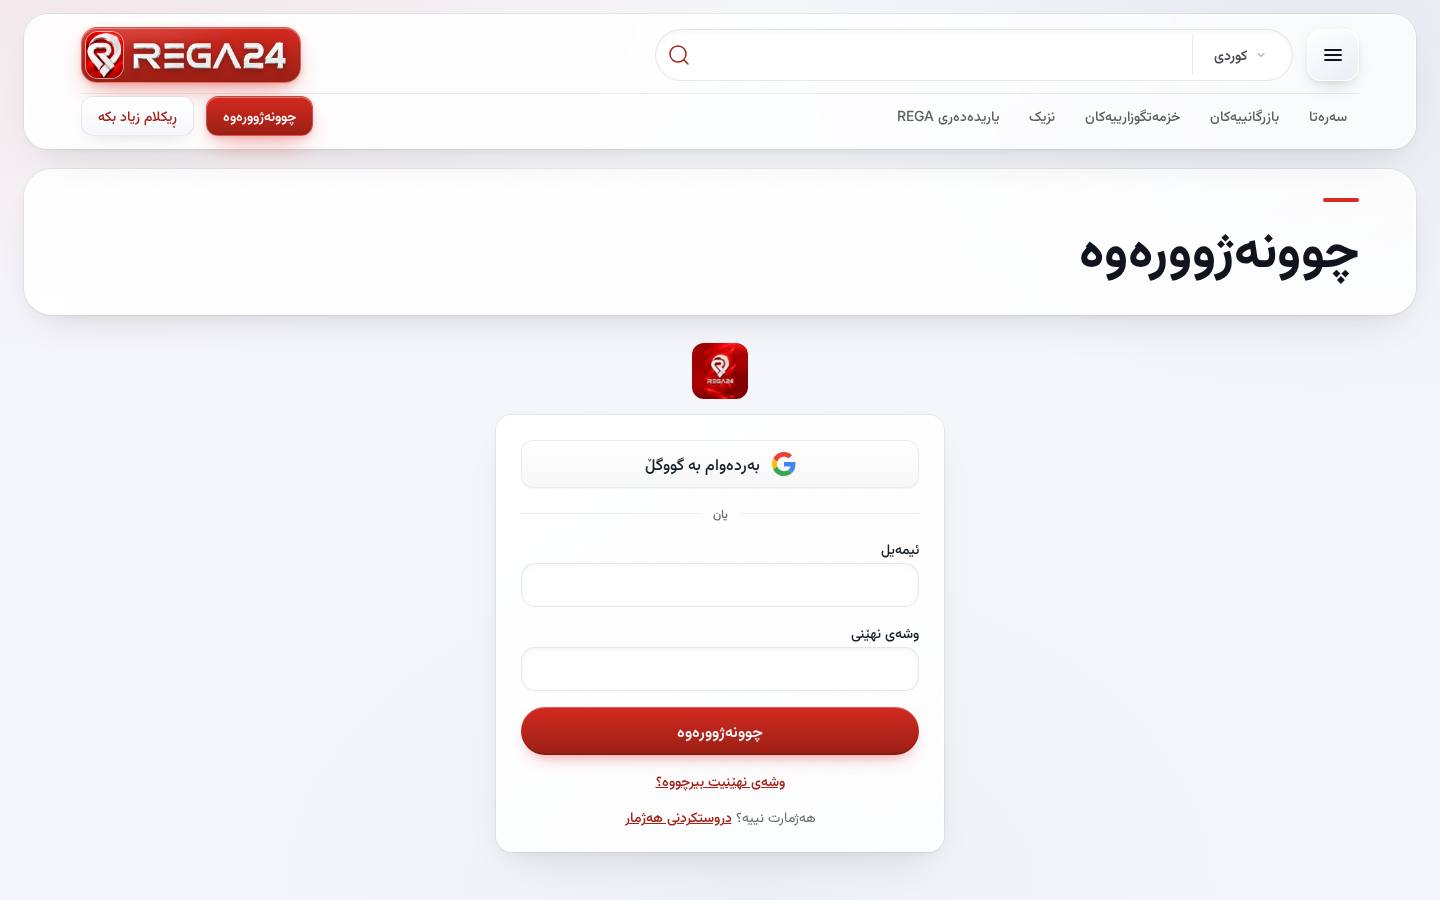 کوردی
REGA24
سەرەتا
بازرگانییەکان
خزمەتگوزارییەکان
نزیک
یاریدەدەری REGA
چوونەژوورەوە
ڕیکلام زیاد بکە
چوونەژوورەوە
REGA24
بەردەوام بە گووگڵ
یان
ئیمەیل
وشەی نهێنی
چوونەژوورەوە
وشەی نهێنیت بیرچووە؟
هەژمارت نییە؟ دروستکردنی هەژمار